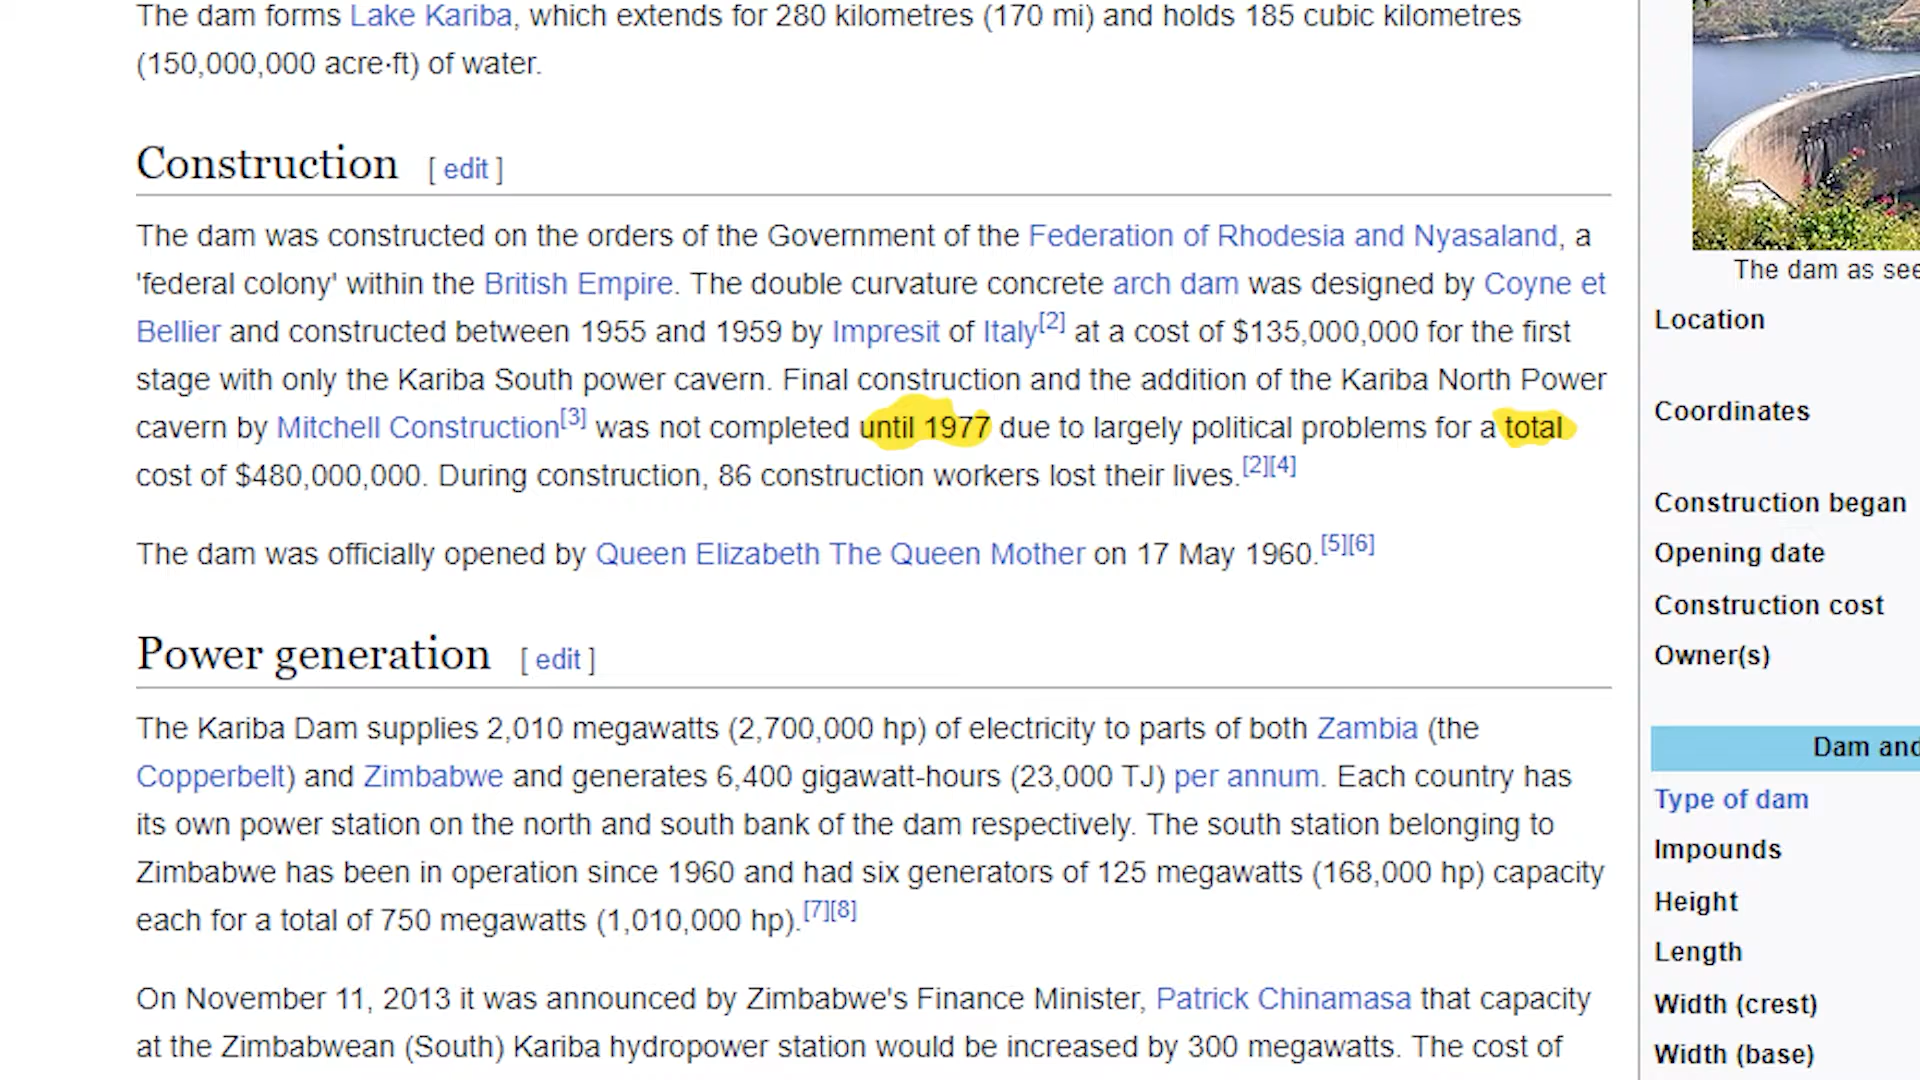 The dam forms Lake Kariba, which extends for 280 kilometres (170 mi) and holds 185 cubic kilometres
(150,000,000 acre⋅ft) of water.
Construction [ edit ]
The dam was constructed on the orders of the Government of the Federation of Rhodesia and Nyasaland, a
'federal colony' within the British Empire. The double curvature concrete arch dam was designed by Coyne et
Bellier and constructed between 1955 and 1959 by Impresit of Italy[2] at a cost of $135,000,000 for the first
stage with only the Kariba South power cavern. Final construction and the addition of the Kariba North Power
cavern by Mitchell Construction[3] was not completed until 1977 due to largely political problems for a total
cost of $480,000,000. During construction, 86 construction workers lost their lives.[2][4]
The dam was officially opened by Queen Elizabeth The Queen Mother on 17 May 1960.[5][6]
Power generation [ edit ]
The Kariba Dam supplies 2,010 megawatts (2,700,000 hp) of electricity to parts of both Zambia (the
Copperbelt) and Zimbabwe and generates 6,400 gigawatt-hours (23,000 TJ) per annum. Each country has
its own power station on the north and south bank of the dam respectively. The south station belonging to
Zimbabwe has been in operation since 1960 and had six generators of 125 megawatts (168,000 hp) capacity
each for a total of 750 megawatts (1,010,000 hp).[7][8]
On November 11, 2013 it was announced by Zimbabwe's Finance Minister, Patrick Chinamasa that capacity
at the Zimbabwean (South) Kariba hydropower station would be increased by 300 megawatts. The cost of
The dam as see
Location
Coordinates
Construction began
Opening date
Construction cost
Owner(s)
Dam and
Type of dam
Impounds
Height
Length
Width (crest)
Width (base)